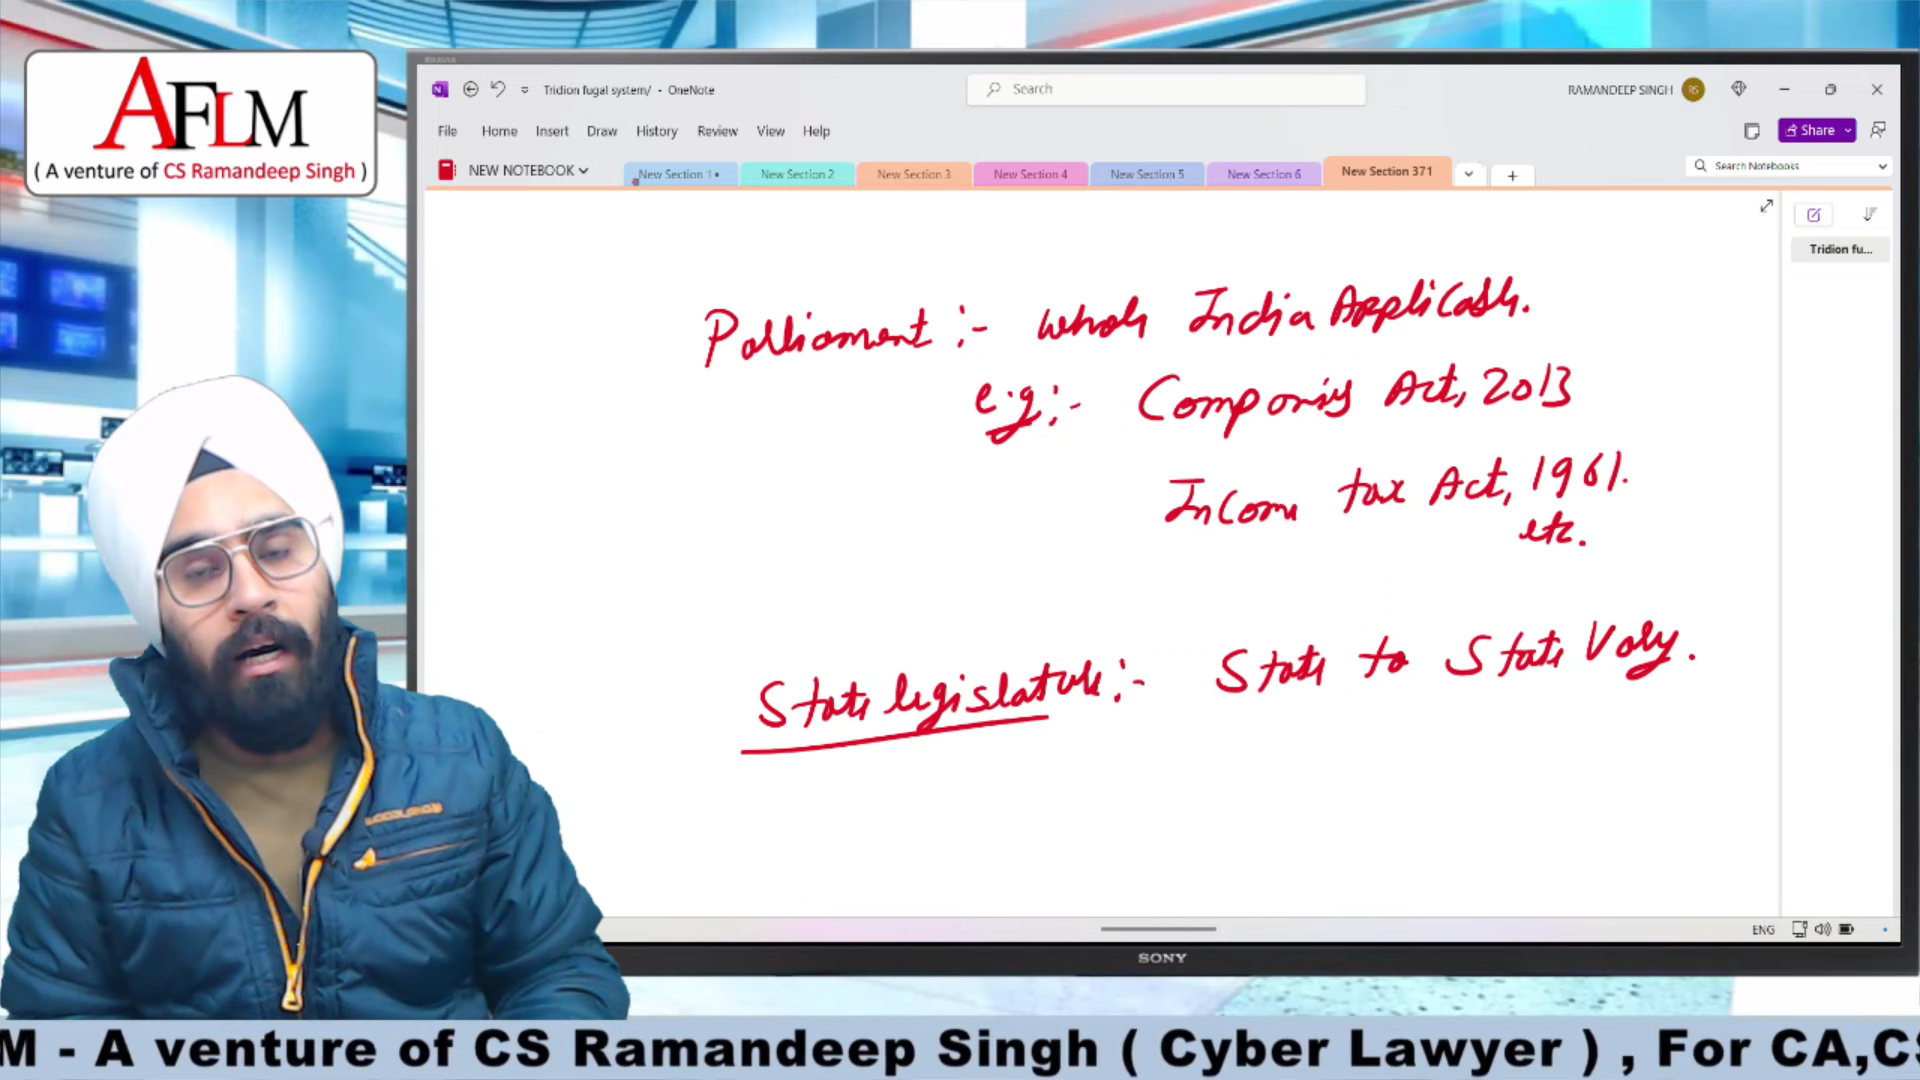 AFLM
( A venture of CS Ramandeep Singh )
BRAVIA
Tridion fugal system/ - OneNote
Search
RAMANDEEP SINGH RS
File Home Insert Draw History Review View Help
Share
NEW NOTEBOOK
New Section 1 New Section 2 New Section 3 New Section 4 New Section 5 New Section 6 New Section 371
Search Notebooks
Tridion fu...
Palliament :- whole India Applicable.
e.g :- Companies Act, 2013
Income tax Act, 1961.
etc.
State legislature :- State to State Vary.
ENG
SONY
M - A venture of CS Ramandeep Singh ( Cyber Lawyer ) , For CA,CS